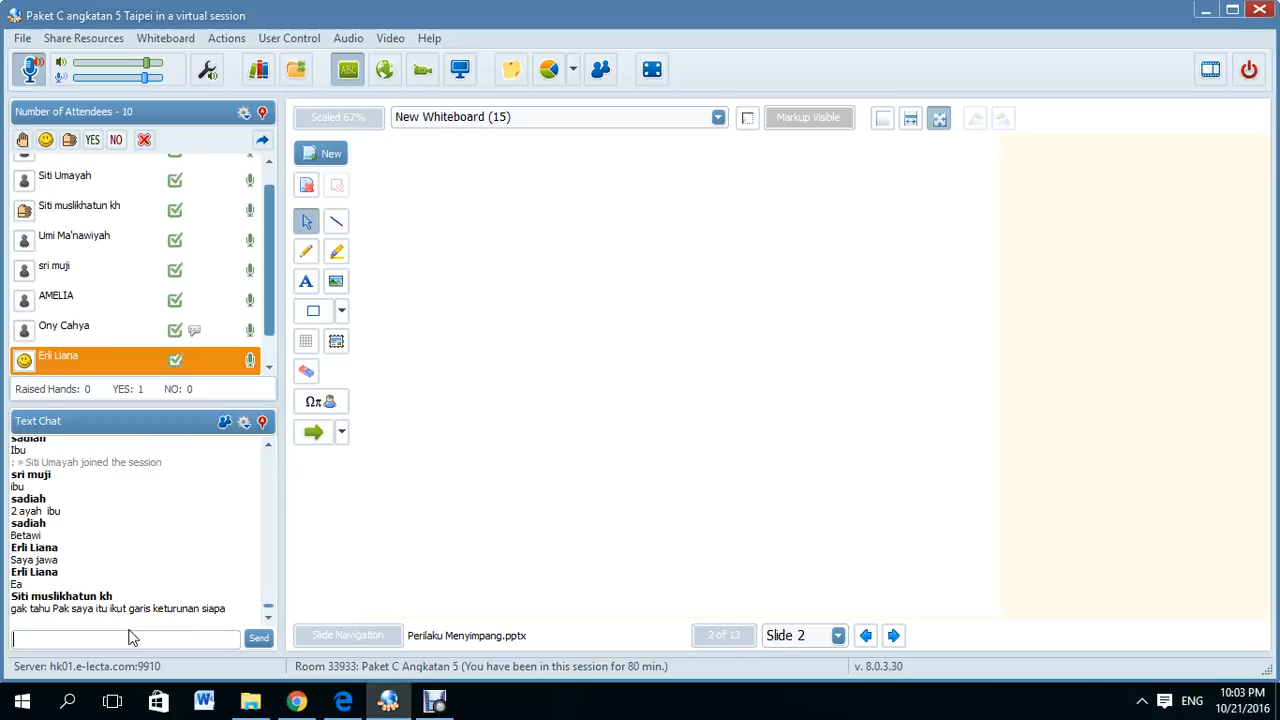 Paket C angkatan 5 Taipei in a virtual session
File Share Resources Whiteboard Actions User Control Audio Video Help
ABC
Number of Attendees - 10
YES NO
Siti Umayah
Siti muslikhatun kh
Umi Ma'nawiyah
sri muji
AMELIA
Ony Cahya
Erli Liana
Raised Hands: 0 YES: 1 NO: 0
Text Chat
sadiah
Ibu
: » Siti Umayah joined the session
sri muji
ibu
sadiah
2 ayah ibu
sadiah
Betawi
Erli Liana
Saya jawa
Erli Liana
Ea
Siti muslikhatun kh
gak tahu Pak saya itu ikut garis keturunan siapa
Send
Scaled 67% New Whiteboard (15) Markup Visible
New
A
Ωπ
Slide Navigation Perilaku Menyimpang.pptx 2 of 13 Slide 2
Server: hk01.e-lecta.com:9910 Room 33933: Paket C Angkatan 5 (You have been in this session for 80 min.) v. 8.0.3.30
ENG
10:03 PM
10/21/2016